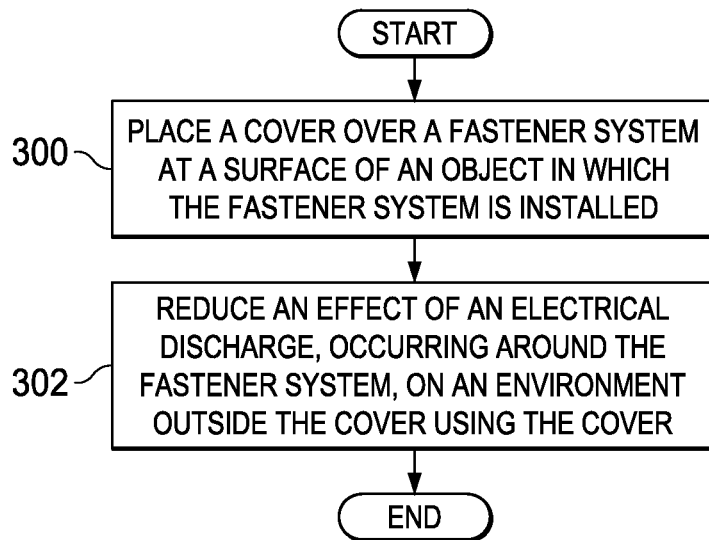 START
300
PLACE A COVER OVER A FASTENER SYSTEM
AT A SURFACE OF AN OBJECT IN WHICH
THE FASTENER SYSTEM IS INSTALLED
302
REDUCE AN EFFECT OF AN ELECTRICAL
DISCHARGE, OCCURRING AROUND THE
FASTENER SYSTEM, ON AN ENVIRONMENT
OUTSIDE THE COVER USING THE COVER
END